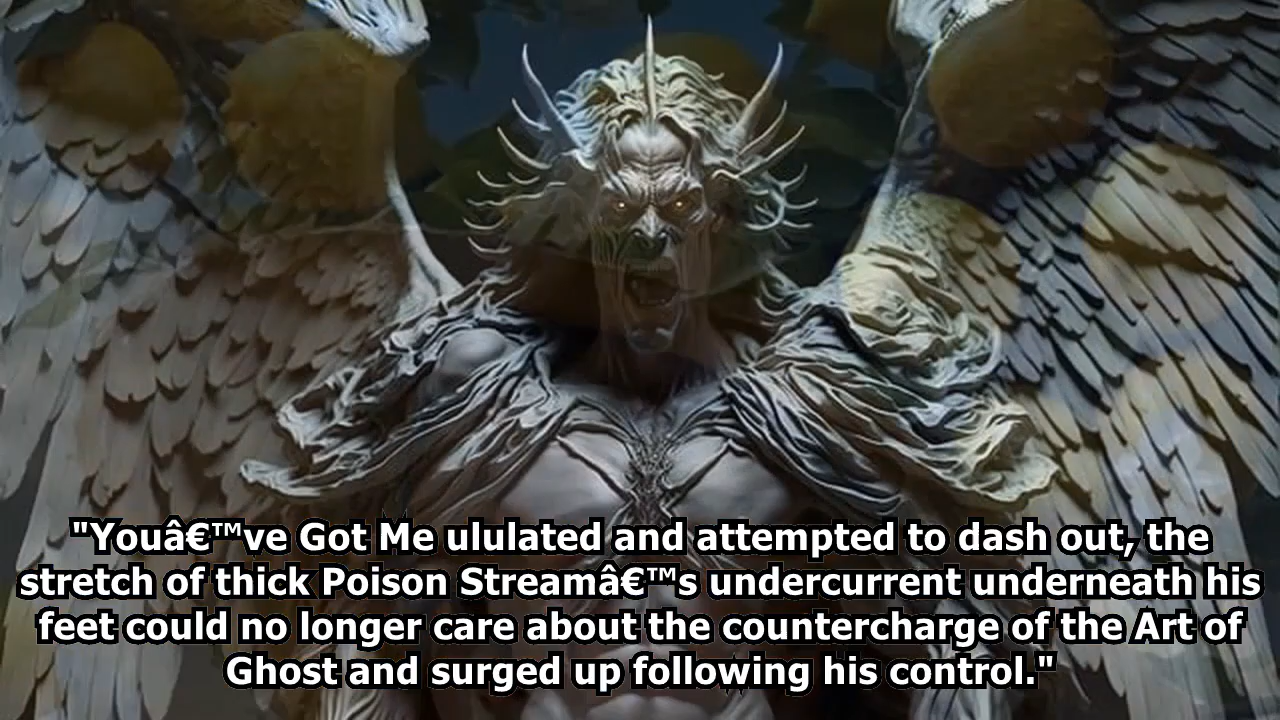 "Youâ€™ve Got Me ululated and attempted to dash out, the
stretch of thick Poison Streamâ€™s undercurrent underneath his
feet could no longer care about the countercharge of the Art of
Ghost and surged up following his control."